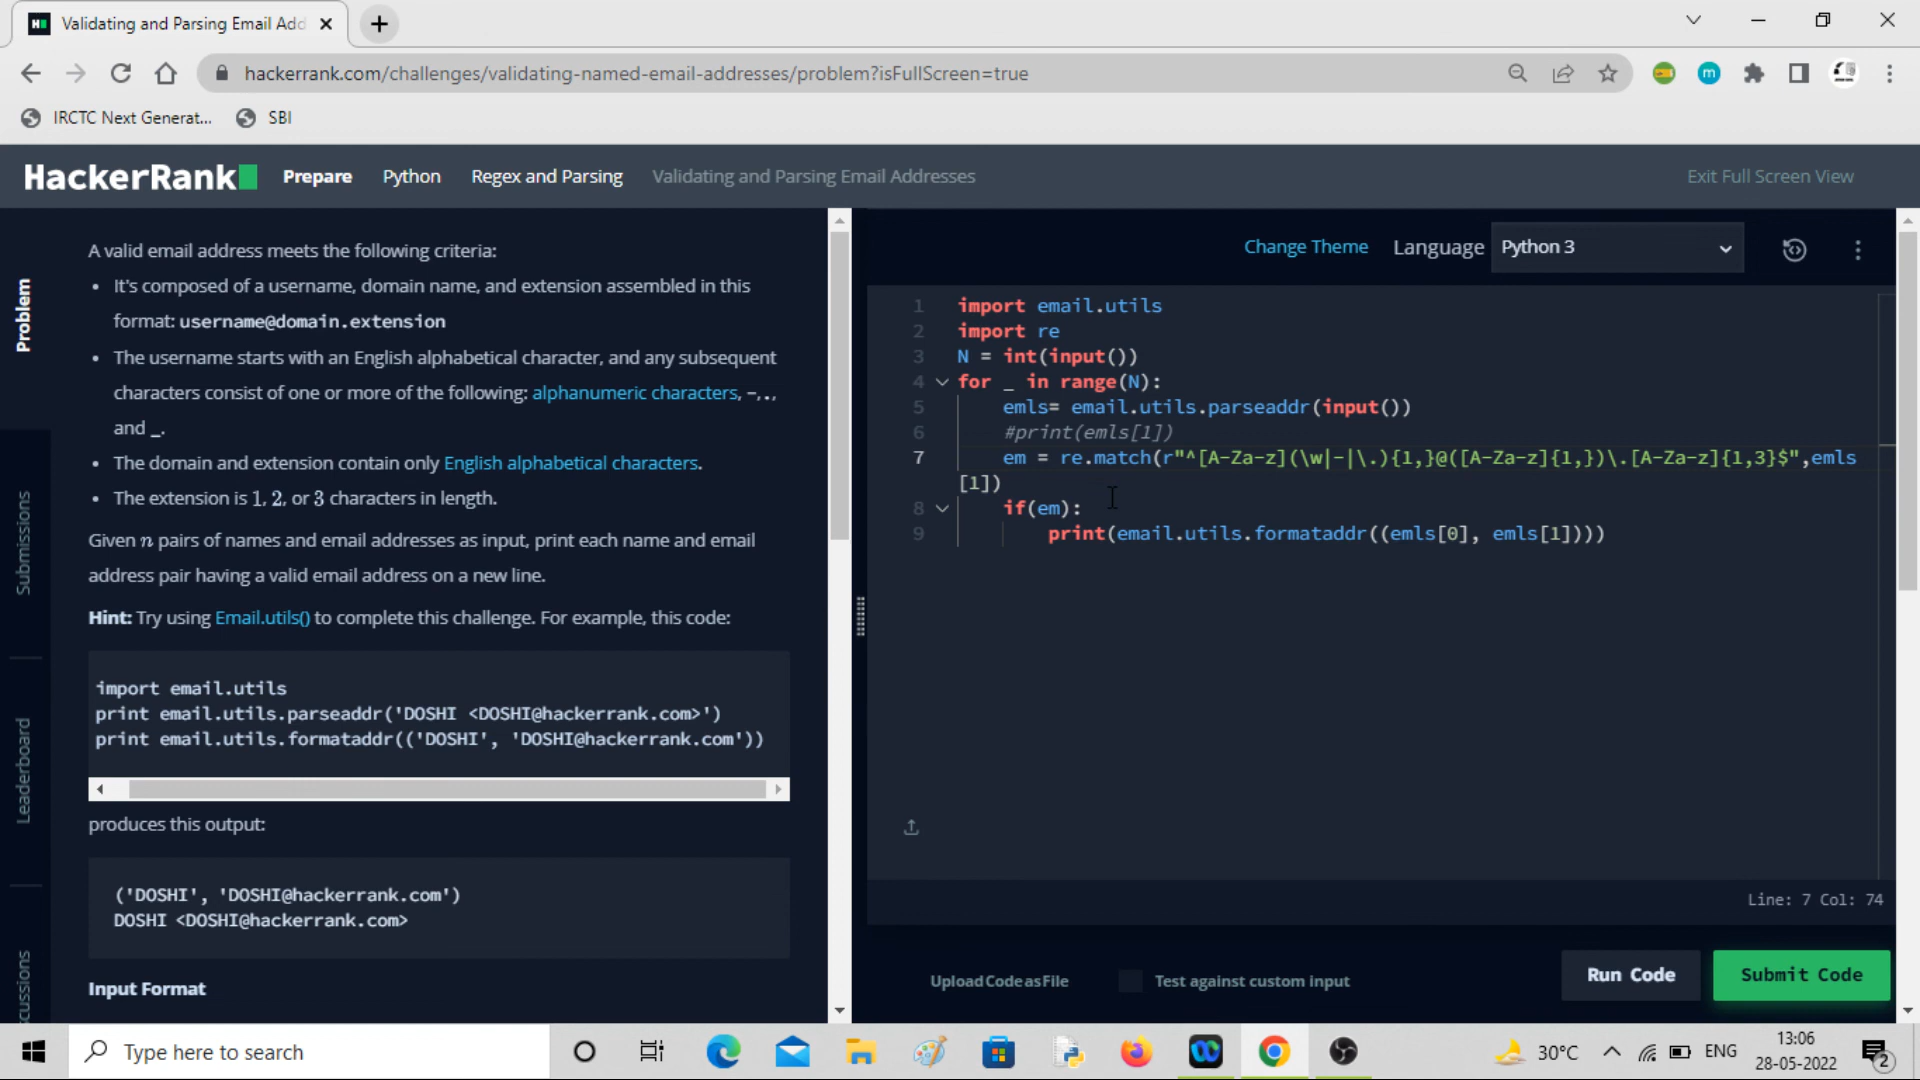 Validating and Parsing Email Add
hackerrank.com/challenges/validating-named-email-addresses/problem?isFullScreen=true
m
IRCTC Next Generat... SBI
HackerRank Prepare Python Regex and Parsing Validating and Parsing Email Addresses Exit Full Screen View
Problem
Submissions
Leaderboard
cussions
A valid email address meets the following criteria:
• It's composed of a username, domain name, and extension assembled in this
format: username@domain.extension
• The username starts with an English alphabetical character, and any subsequent
characters consist of one or more of the following: alphanumeric characters, -,.,
and _.
• The domain and extension contain only English alphabetical characters.
• The extension is 1, 2, or 3 characters in length.
Given n pairs of names and email addresses as input, print each name and email
address pair having a valid email address on a new line.
Hint: Try using Email.utils() to complete this challenge. For example, this code:
import email.utils
print email.utils.parseaddr('DOSHI <DOSHI@hackerrank.com>')
print email.utils.formataddr(('DOSHI', 'DOSHI@hackerrank.com'))
produces this output:
('DOSHI', 'DOSHI@hackerrank.com')
DOSHI <DOSHI@hackerrank.com>
Input Format
Change Theme Language Python 3
1 import email.utils
2 import re
3 N = int(input())
4 for _ in range(N):
5 emls= email.utils.parseaddr(input())
6 #print(emls[1])
7 em = re.match(r"^[A-Za-z](\w|-|\.){1,}@([A-Za-z]{1,})\.[A-Za-z]{1,3}$",emls
[1])
8 if(em):
9 print(email.utils.formataddr((emls[0], emls[1])))
Line: 7 Col: 74
Upload Code as File Test against custom input Run Code Submit Code
Type here to search
30°C ENG
13:06
28-05-2022
2